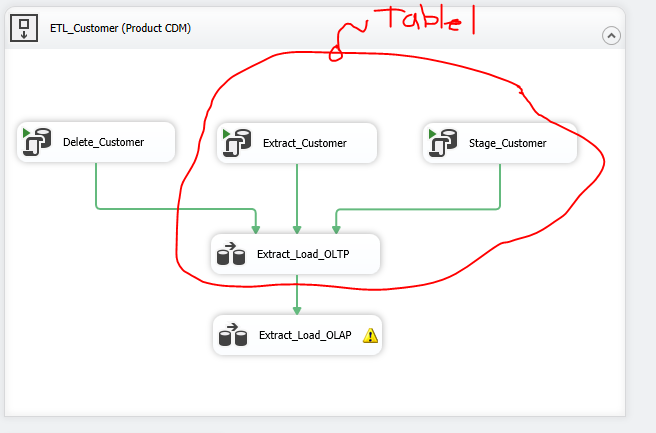 Table1
ETL_Customer (Product CDM)
Delete_Customer
Extract_Customer
Stage_Customer
Extract_Load_OLTP
Extract_Load_OLAP